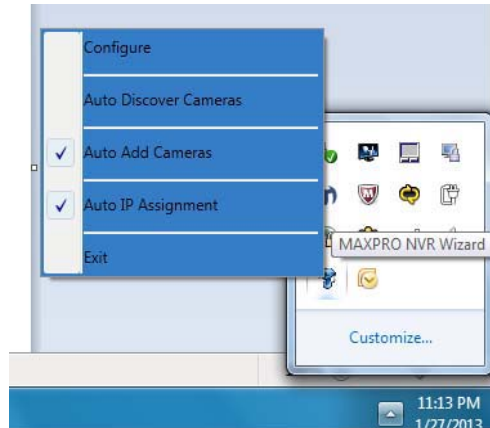 Configure
Auto Discover Cameras
Auto Add Cameras
Auto IP Assignment
Exit
MAXPRO NVR Wizard
Customize...
11:13 PM
1/27/2013